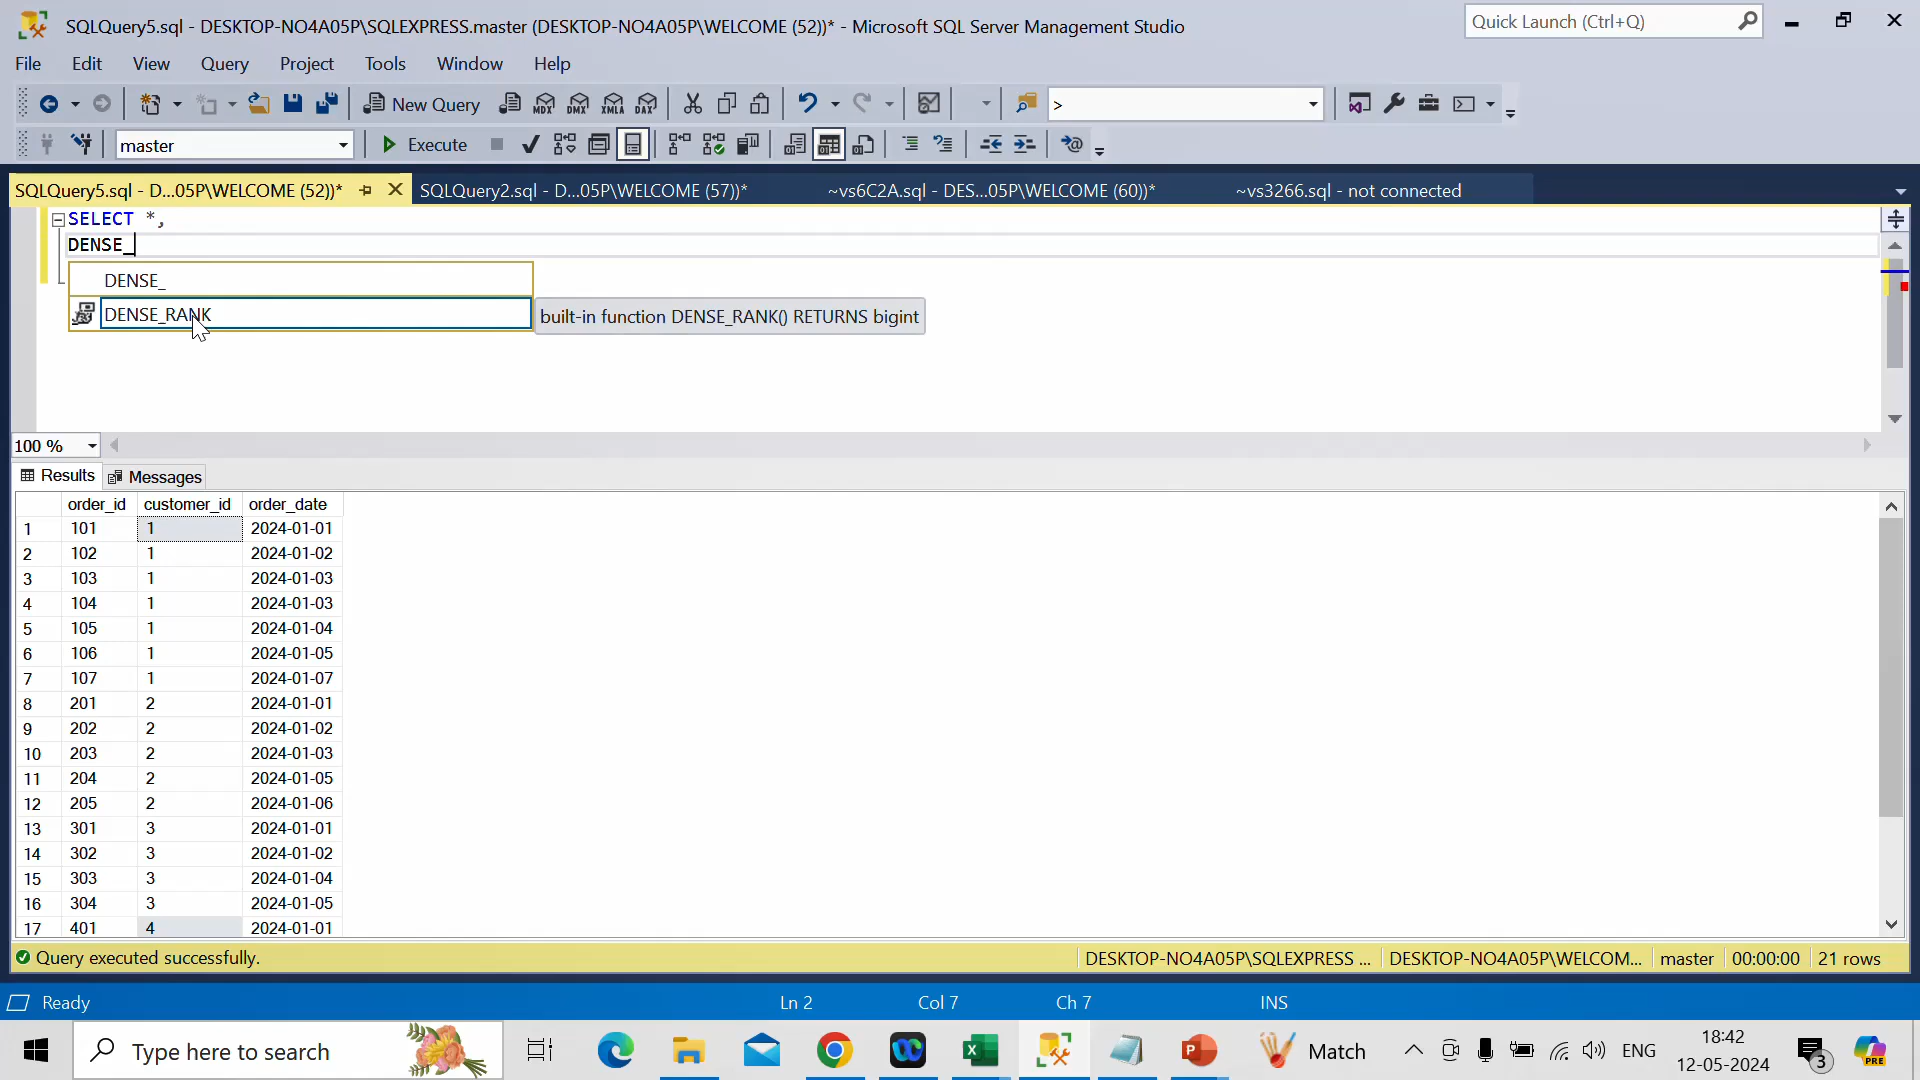 SQLQuery5.sql - DESKTOP-NO4A05P\SQLEXPRESS.master (DESKTOP-NO4A05P\WELCOME (52))* - Microsoft SQL Server Management Studio
Quick Launch (Ctrl+Q)
File Edit View Query Project Tools Window Help
New Query MDX DMX XMLA DAX >
master Execute
SQLQuery5.sql - D...05P\WELCOME (52))* SQLQuery2.sql - D...05P\WELCOME (57))* ~vs6C2A.sql - DES...05P\WELCOME (60))* ~vs3266.sql - not connected
SELECT *,
DENSE_
DENSE_
DENSE_RANK built-in function DENSE_RANK() RETURNS bigint
100 %
Results Messages
order_id customer_id order_date
1 101 1 2024-01-01
2 102 1 2024-01-02
3 103 1 2024-01-03
4 104 1 2024-01-03
5 105 1 2024-01-04
6 106 1 2024-01-05
7 107 1 2024-01-07
8 201 2 2024-01-01
9 202 2 2024-01-02
10 203 2 2024-01-03
11 204 2 2024-01-05
12 205 2 2024-01-06
13 301 3 2024-01-01
14 302 3 2024-01-02
15 303 3 2024-01-04
16 304 3 2024-01-05
17 401 4 2024-01-01
Query executed successfully. DESKTOP-NO4A05P\SQLEXPRESS ... DESKTOP-NO4A05P\WELCOM... master 00:00:00 21 rows
Ready Ln 2 Col 7 Ch 7 INS
Type here to search Match ENG 18:42
12-05-2024 3 PRE